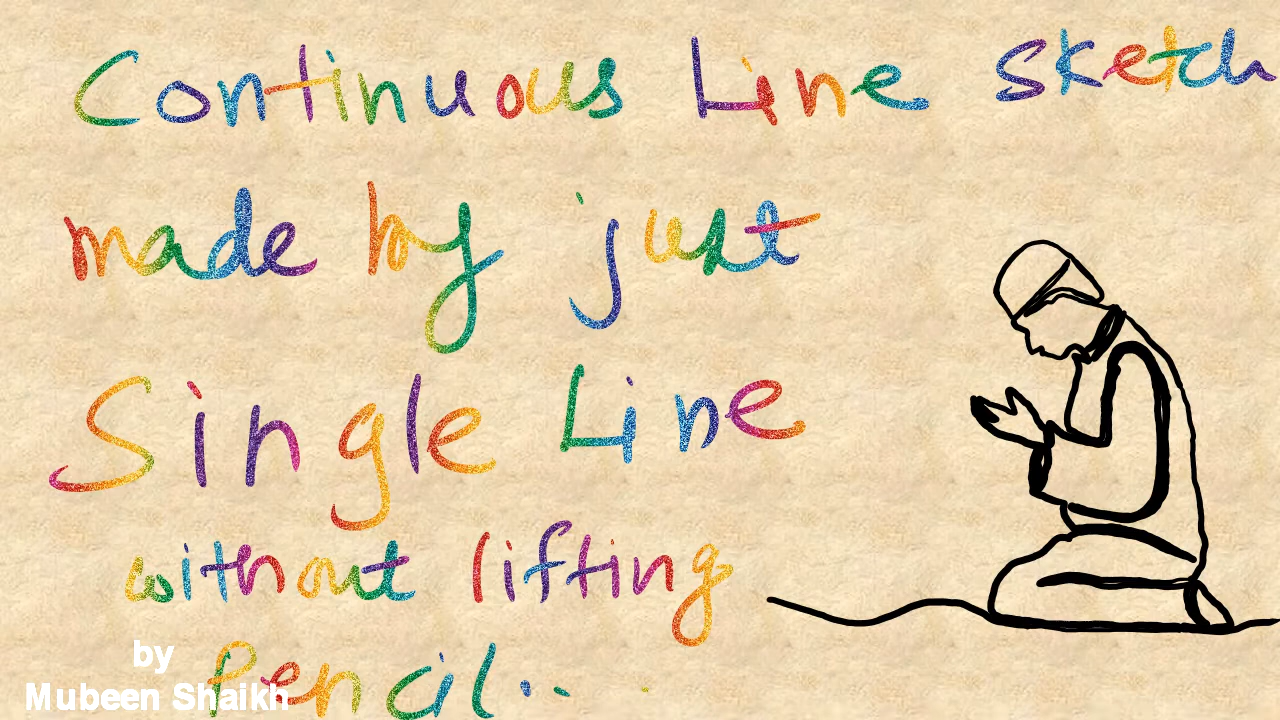 Continuous Line Sketch
made by just
Single Line
without lifting
Pencil...
by
Mubeen Shaikh